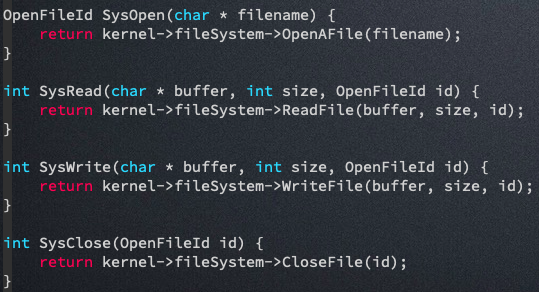 OpenFileId SysOpen(char * filename) {
    return kernel->fileSystem->OpenAFile(filename);
}

int SysRead(char * buffer, int size, OpenFileId id) {
    return kernel->fileSystem->ReadFile(buffer, size, id);
}

int SysWrite(char * buffer, int size, OpenFileId id) {
    return kernel->fileSystem->WriteFile(buffer, size, id);
}

int SysClose(OpenFileId id) {
    return kernel->fileSystem->CloseFile(id);
}